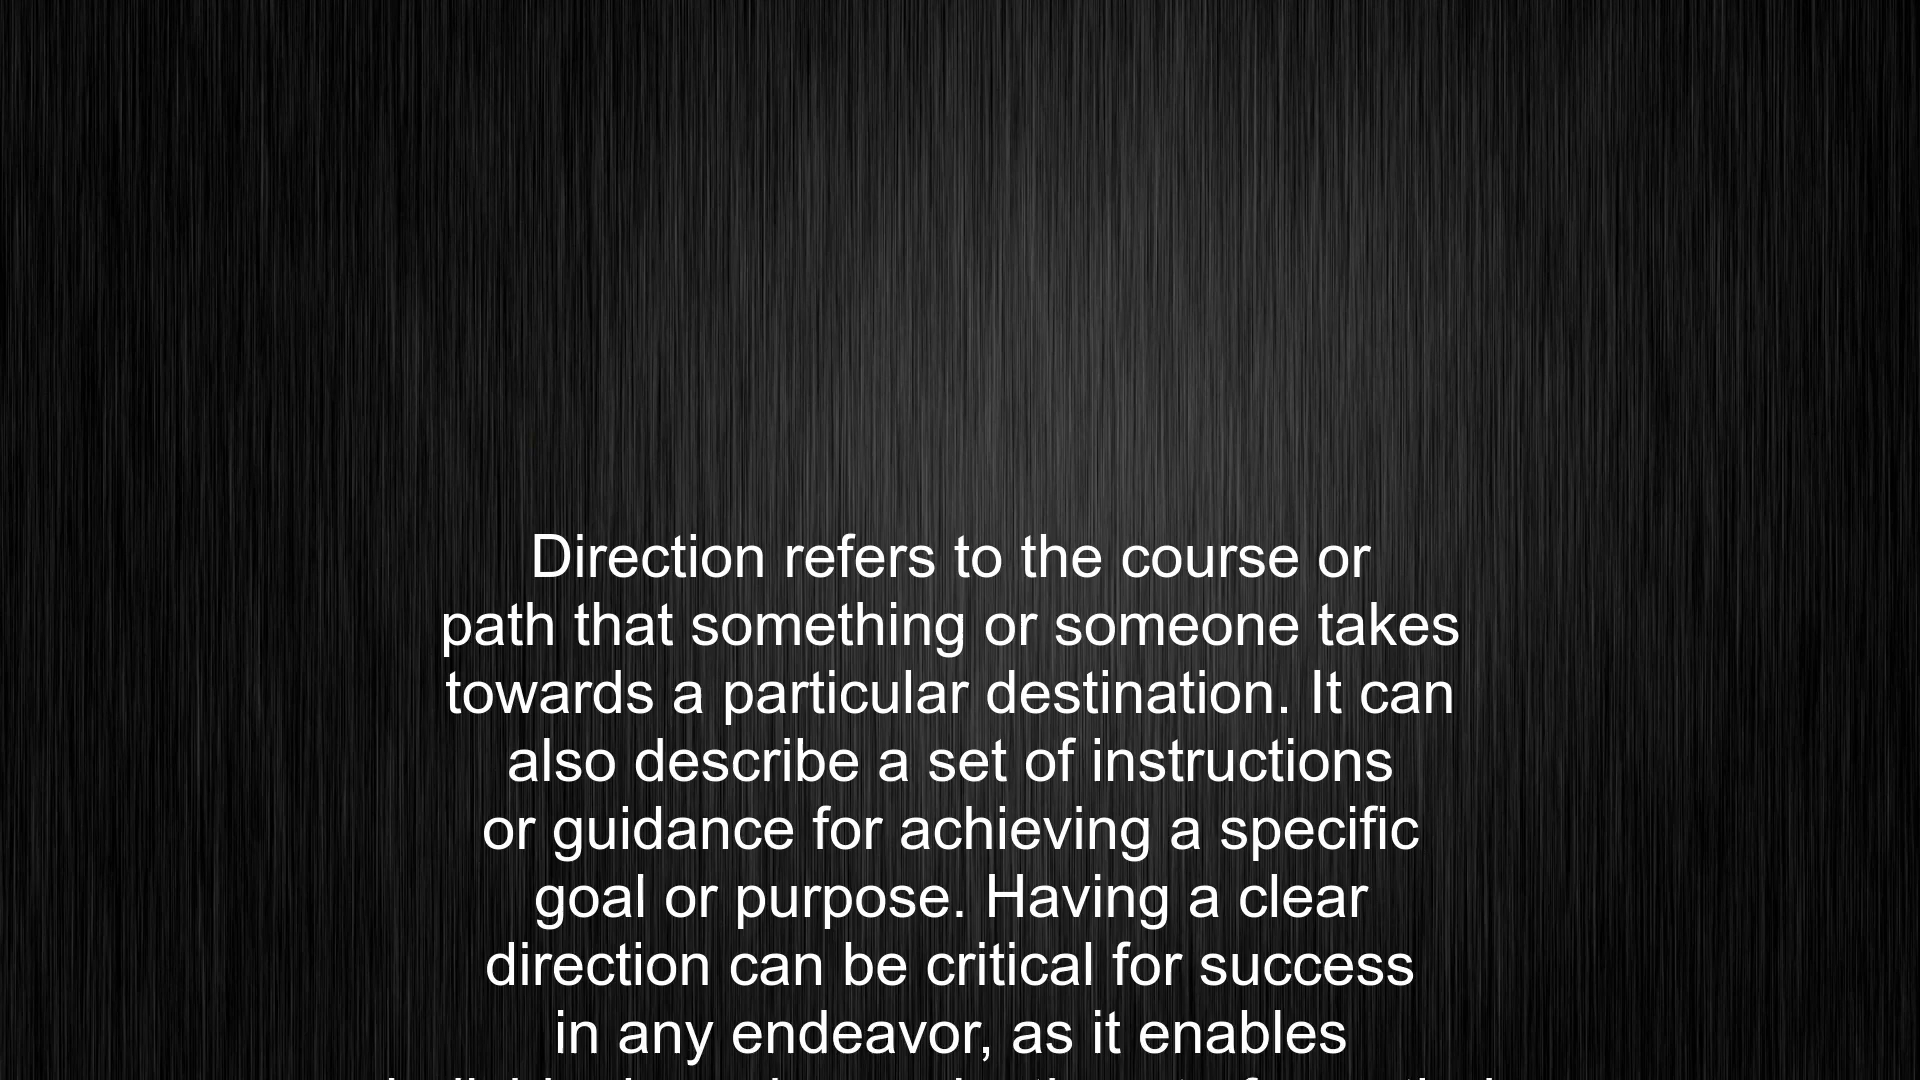 Direction refers to the course or
path that something or someone takes
towards a particular destination. It can
also describe a set of instructions
or guidance for achieving a specific
goal or purpose. Having a clear
direction can be critical for success
in any endeavor, as it enables